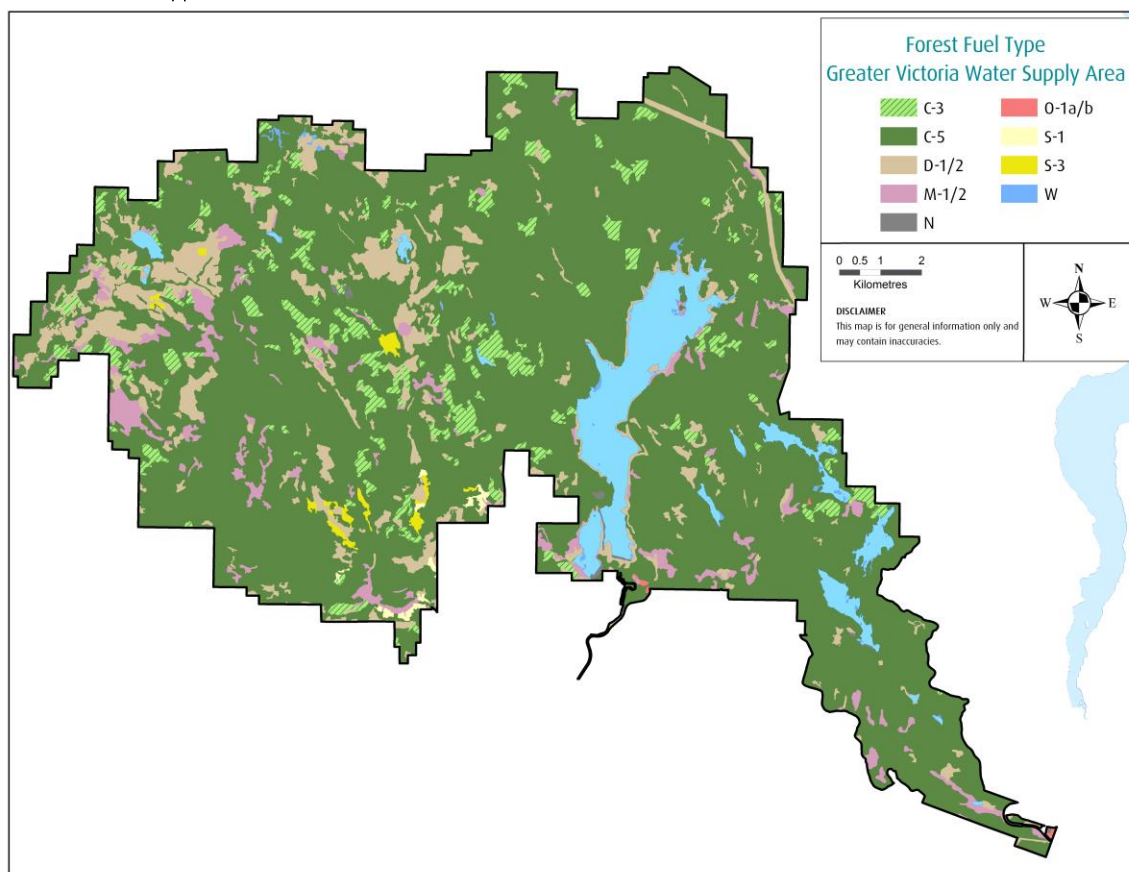 Forest Fuel Type
Greater Victoria Water Supply Area
C-3
C-5
D-1/2
M-1/2
N
O-1a/b
S-1
S-3
W
0 0.5 1 2
Kilometres
DISCLAIMER
This map is for general information only and
may contain inaccuracies.
N
W E
S